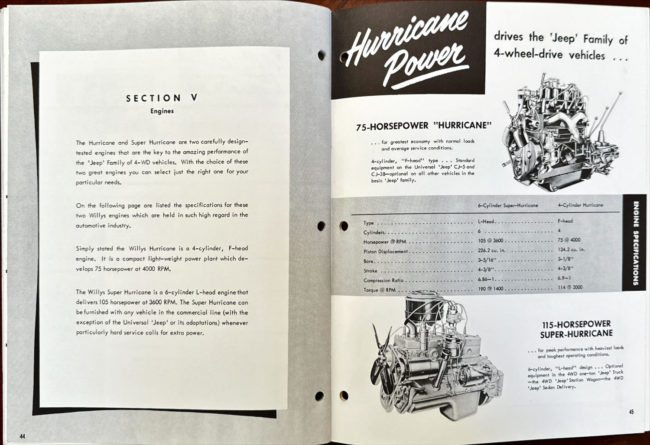 SECTION V
Engines
The Hurricane and Super Hurricane are two carefully design-
tested engines that are the key to the amazing performance of
the 'Jeep' Family of 4-WD vehicles. With the choice of these
two great engines you can select just the right one for your
particular needs.
On the following page are listed the specifications for these
two Willys engines which are held in such high regard in the
automotive industry.
Simply stated the Willys Hurricane is a 4-cylinder, F-head
engine. It is a compact light-weight power plant which de-
velops 75 horsepower at 4000 RPM.
The Willys Super Hurricane is a 6-cylinder L-head engine that
delivers 105 horsepower at 3600 RPM. The Super Hurricane can
be furnished with any vehicle in the commercial line (with the
exception of the Universal 'Jeep' or its adaptations) whenever
particularly hard service calls for extra power.
44
Hurricane
Power
drives the 'Jeep' Family of
4-wheel-drive vehicles . . .
75-HORSEPOWER "HURRICANE"
. . . for greatest economy with normal loads
and average service conditions.
4-cylinder, "F-head" type . . . Standard
equipment on the Universal 'Jeep' CJ-5 and
CJ-3B—optional on all other vehicles in the
basic 'Jeep' family.
6-Cylinder Super-Hurricane 4-Cylinder Hurricane
Type L-Head F-head
Cylinders 6 4
Horsepower @ RPM 105 @ 3600 75 @ 4000
Piston Displacement 226.2 cu. in. 134.2 cu. in.
Bore 3-5/16" 3-1/8"
Stroke 4-3/8" 4-3/8"
Compression Ratio 6.86—1 6.9—1
Torque @ RPM 190 @ 1400 114 @ 2000
ENGINE SPECIFICATIONS
115-HORSEPOWER
SUPER-HURRICANE
. . . for peak performance with heaviest loads
and toughest operating conditions.
6-cylinder, "L-head" design . . . Optional
equipment in the 4WD one-ton 'Jeep' Truck
—the 4WD 'Jeep' Station Wagon—the 4WD
'Jeep' Sedan Delivery.
45